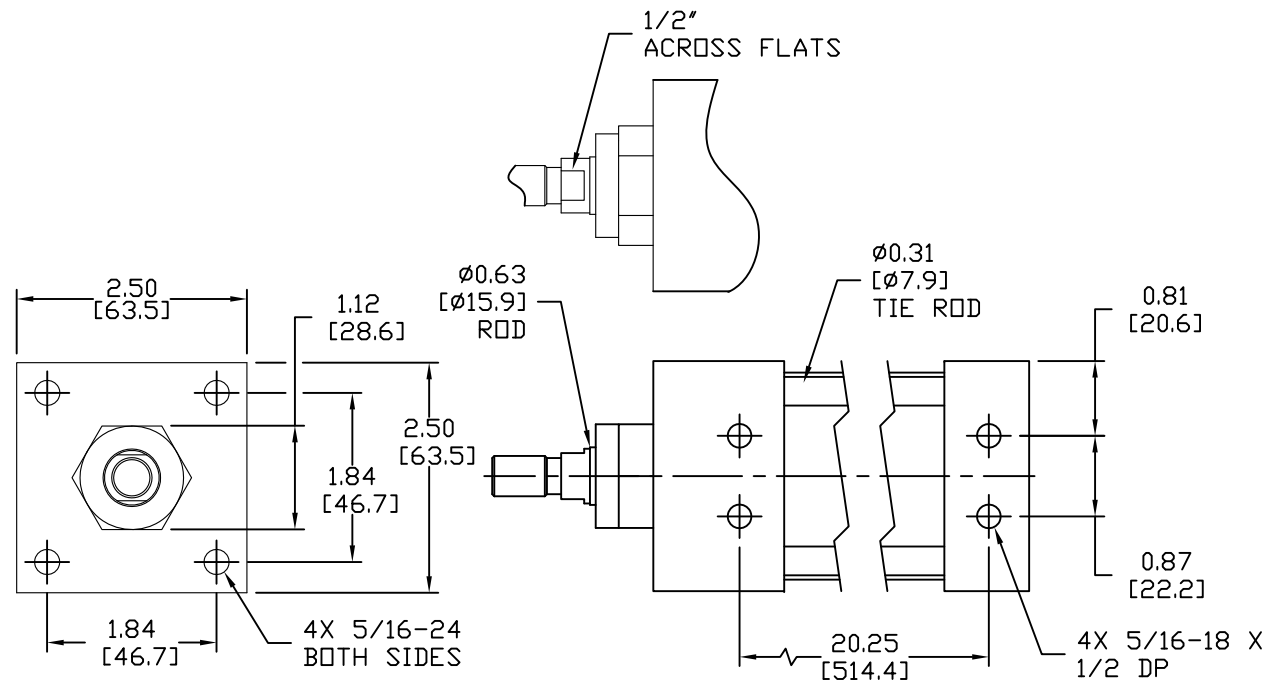 1/2"
ACROSS FLATS
Ø0.63
[Ø15.9]
ROD
Ø0.31
[Ø7.9]
TIE ROD
0.81
[20.6]
2.50
[63.5]
1.12
[28.6]
2.50
[63.5]
1.84
[46.7]
0.87
[22.2]
1.84
[46.7]
4X 5/16-24
BOTH SIDES
20.25
[514.4]
4X 5/16-18 X
1/2 DP